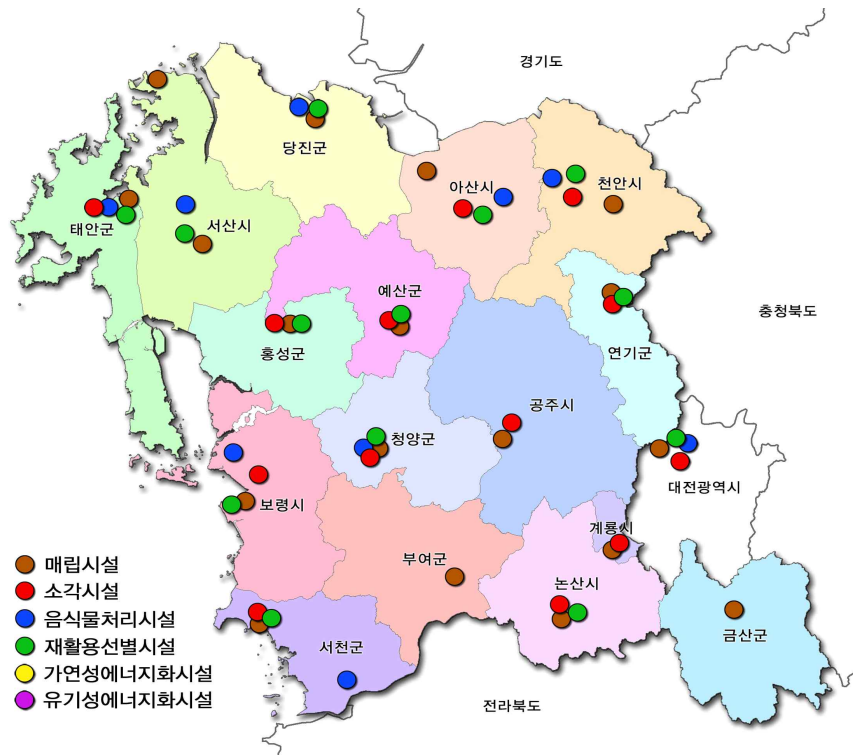 경기도
당진군
아산시
천안시
태안군
서산시
예산군
충청북도
홍성군
연기군
공주시
청양군
대전광역시
보령시
계룡시
부여군
논산시
금산군
서천군
전라북도
매립시설
소각시설
음식물처리시설
재활용선별시설
가연성에너지화시설
유기성에너지화시설